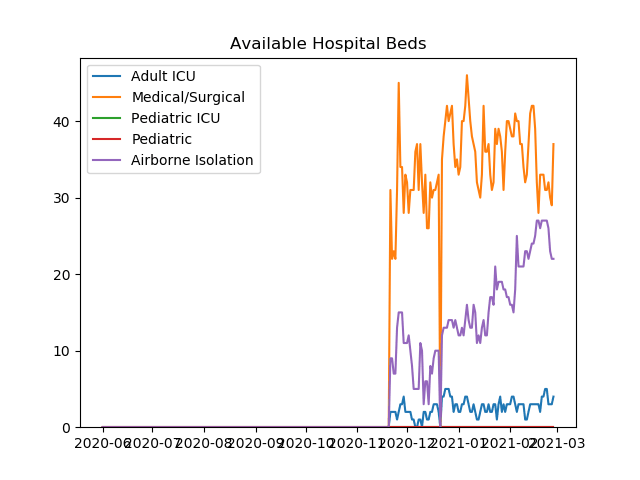 Available Hospital Beds
Adult ICU
Medical/Surgical
Pediatric ICU
Pediatric
Airborne Isolation
40
30
20
10
0
2020-06 2020-07 2020-08 2020-09 2020-10 2020-11 2020-12 2021-01 2021-02 2021-03